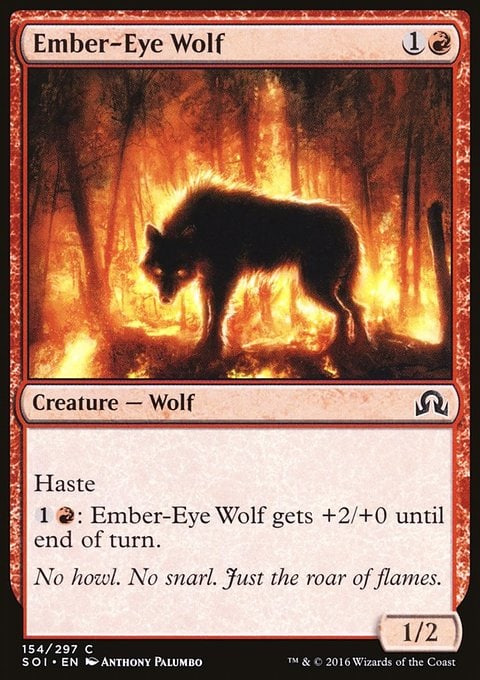 Ember-Eye Wolf 1
Creature — Wolf
Haste
1 : Ember-Eye Wolf gets +2/+0 until
end of turn.
No howl. No snarl. Just the roar of flames.
1/2
154/297 C
SOI • EN Anthony Palumbo
™ & © 2016 Wizards of the Coast